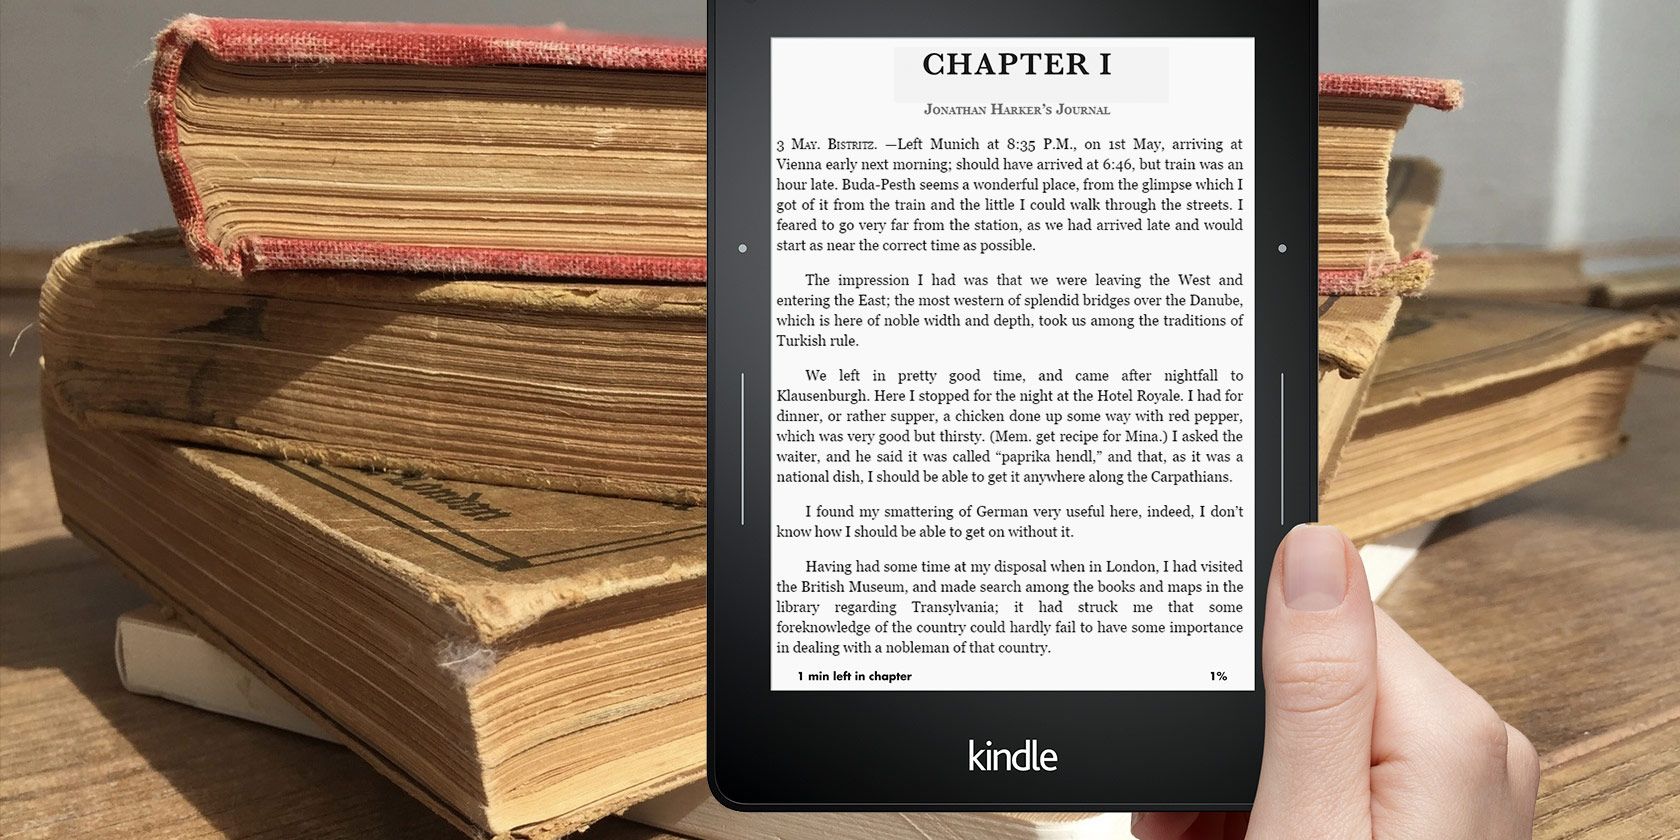 CHAPTER I
Jonathan Harker's Journal
3 May. Bistritz. —Left Munich at 8:35 P.M., on 1st May, arriving at
Vienna early next morning; should have arrived at 6:46, but train was an
hour late. Buda-Pesth seems a wonderful place, from the glimpse which I
got of it from the train and the little I could walk through the streets. I
feared to go very far from the station, as we had arrived late and would
start as near the correct time as possible.
The impression I had was that we were leaving the West and
entering the East; the most western of splendid bridges over the Danube,
which is here of noble width and depth, took us among the traditions of
Turkish rule.
We left in pretty good time, and came after nightfall to
Klausenburgh. Here I stopped for the night at the Hotel Royale. I had for
dinner, or rather supper, a chicken done up some way with red pepper,
which was very good but thirsty. (Mem. get recipe for Mina.) I asked the
waiter, and he said it was called “paprika hendl,” and that, as it was a
national dish, I should be able to get it anywhere along the Carpathians.
I found my smattering of German very useful here, indeed, I don’t
know how I should be able to get on without it.
Having had some time at my disposal when in London, I had visited
the British Museum, and made search among the books and maps in the
library regarding Transylvania; it had struck me that some
foreknowledge of the country could hardly fail to have some importance
in dealing with a nobleman of that country.
1 min left in chapter 1%
kindle